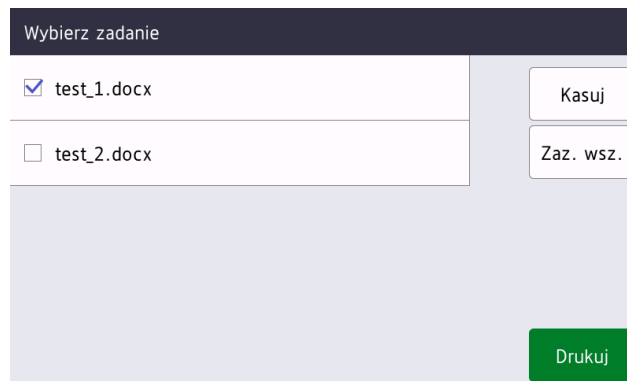 Wybierz zadanie
test_1.docx
Kasuj
test_2.docx
Zaz. wsz.
Drukuj